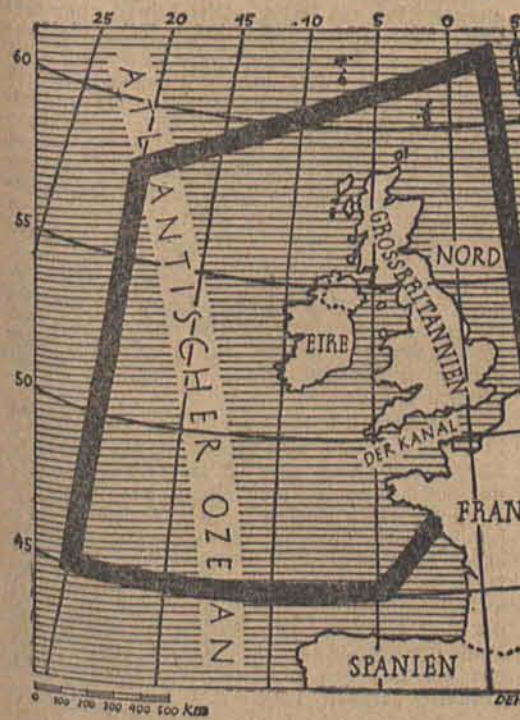 25 20 15 10 5 0 5
60
55
50
45
ATLANTISCHER OZEAN
GROSSBRITANNIEN
NORD
EIRE
DER KANAL
FRAN
SPANIEN
0 100 200 300 400 500 Km